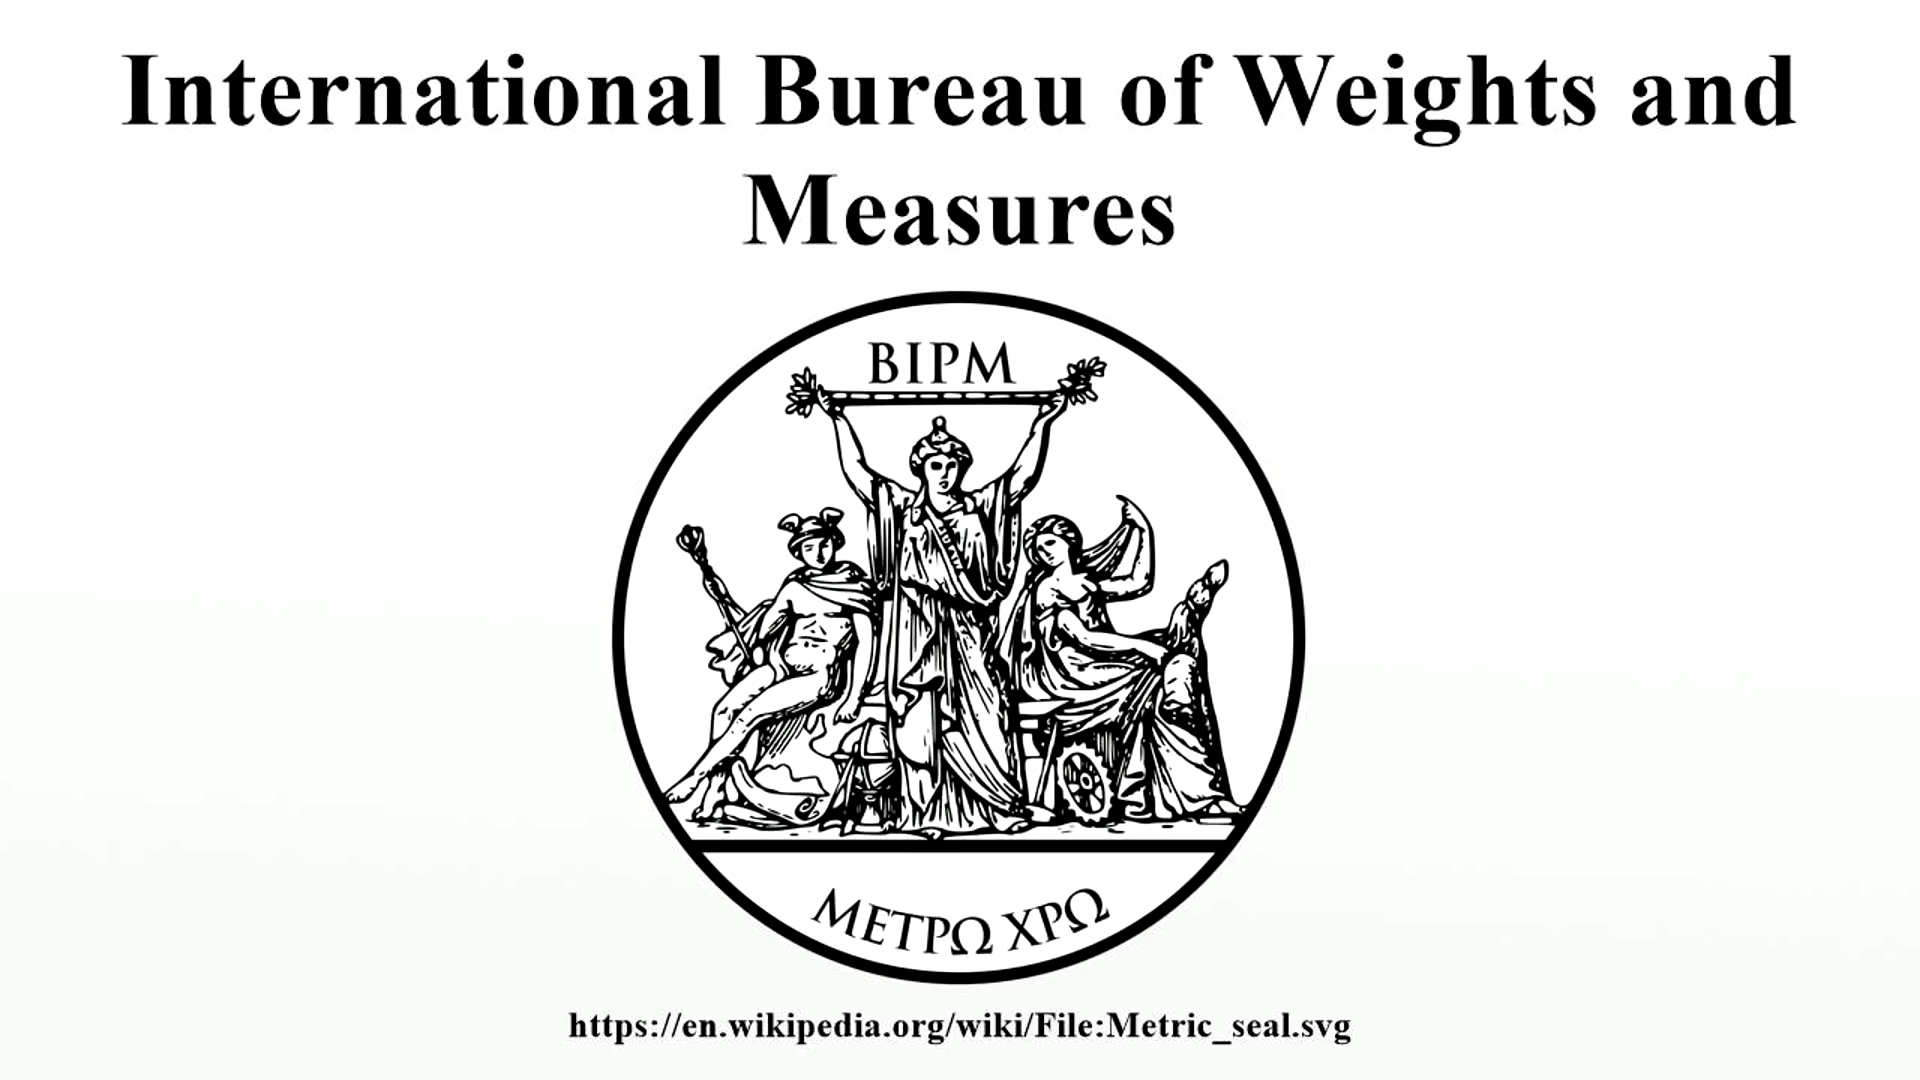 International Bureau of Weights and
Measures
BIPM
ΜΕΤΡΩ ΧΡΩ
https://en.wikipedia.org/wiki/File:Metric_seal.svg